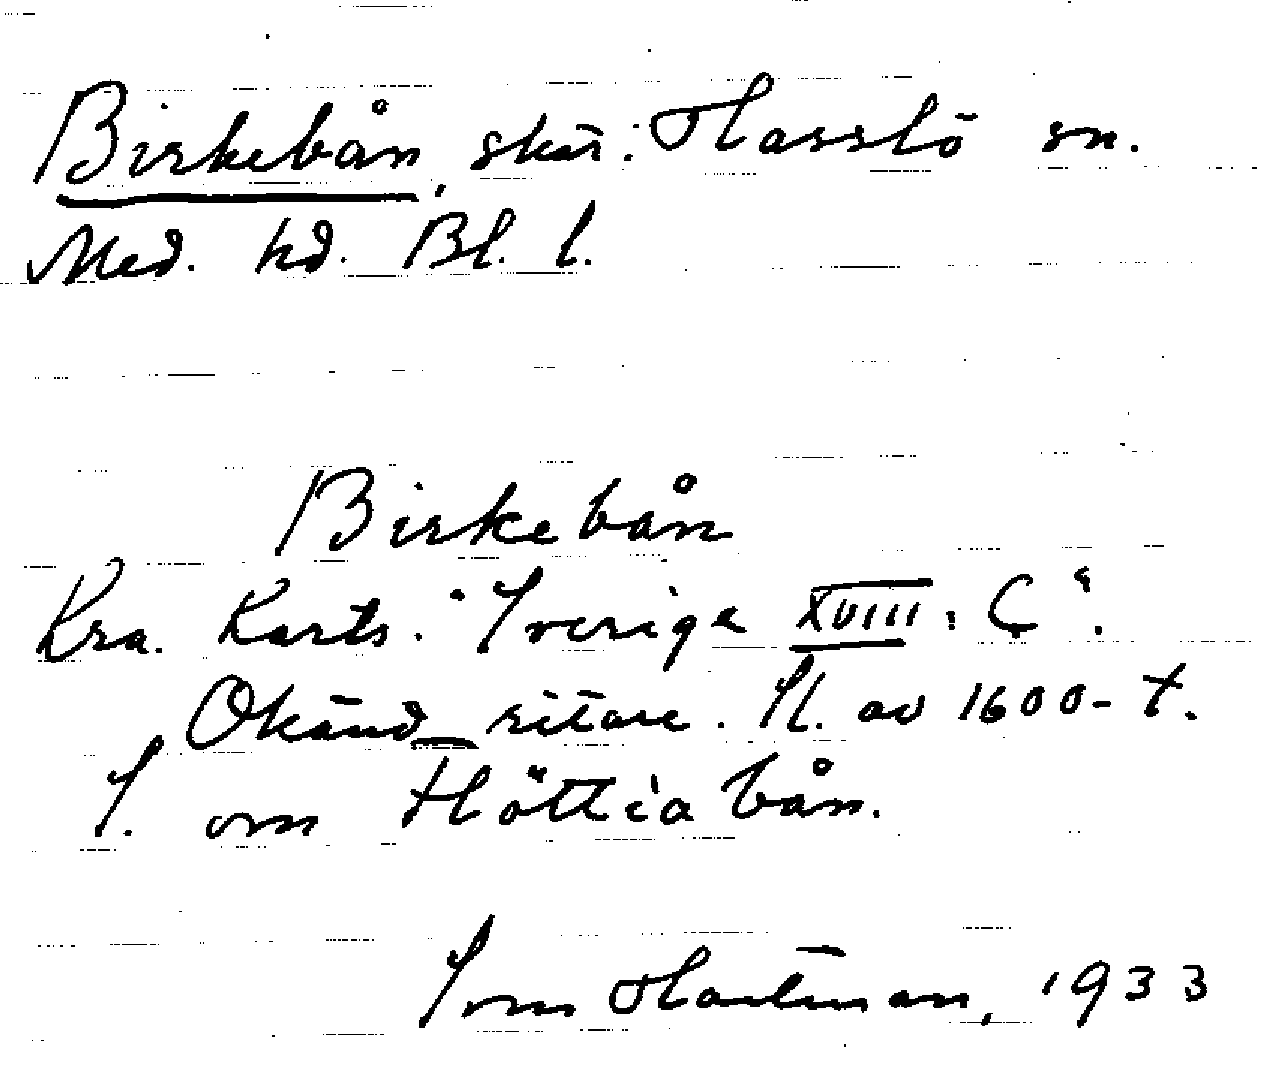 Birkebån, skär. Hasslö sn.
Med. hd. Bl. l.
Birkebån
Kra. Karts. Sverige XVIII: C
Okänd ritare. Sl. av 1600-t.
S. om Höttiabån.
Hartman, 1933